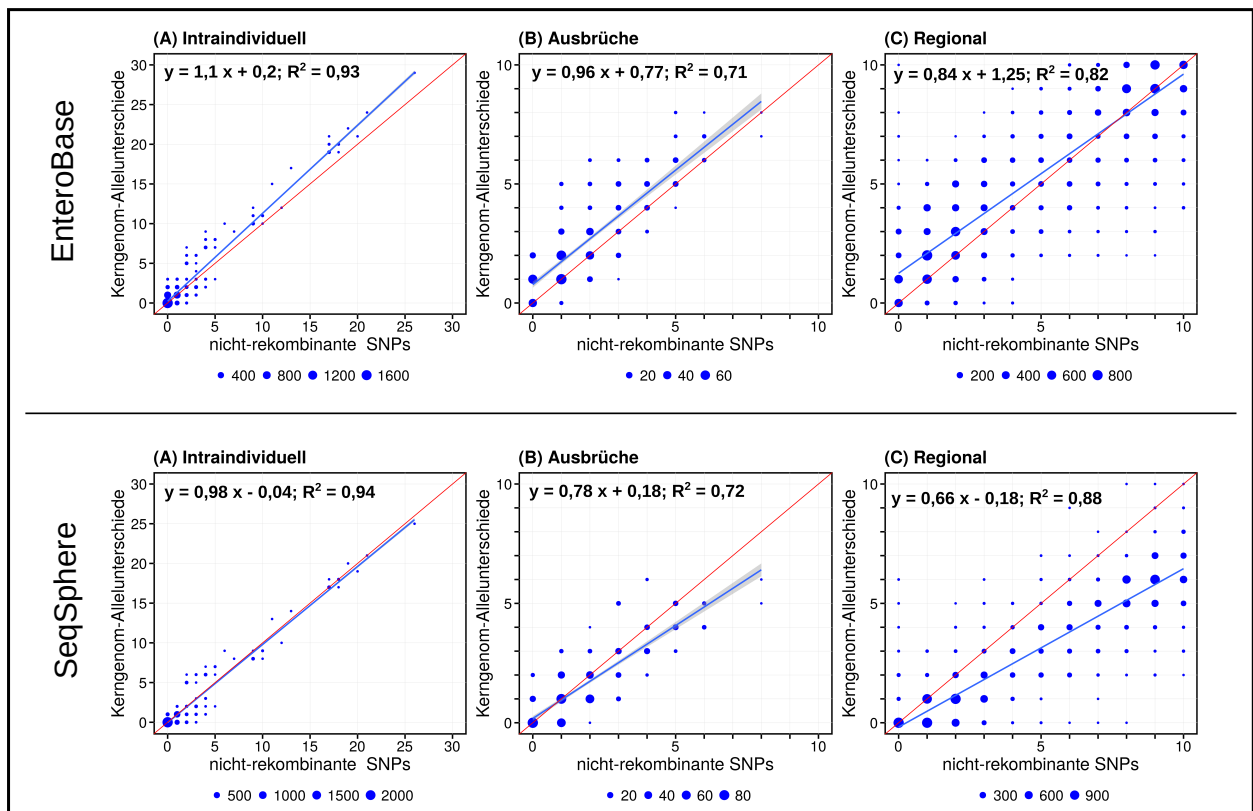 EnteroBase
(A) Intraindividuell
y = 1,1 x + 0,2; R² = 0,93
Kerngenom-Allelunterschiede
30
25
20
15
10
5
0
0 5 10 15 20 25 30
nicht-rekombinante SNPs
400 800 1200 1600
(B) Ausbrüche
y = 0,96 x + 0,77; R² = 0,71
Kerngenom-Allelunterschiede
10
5
0
0 5 10
nicht-rekombinante SNPs
20 40 60
(C) Regional
y = 0,84 x + 1,25; R² = 0,82
Kerngenom-Allelunterschiede
10
5
0
0 5 10
nicht-rekombinante SNPs
200 400 600 800
SeqSphere
(A) Intraindividuell
y = 0,98 x - 0,04; R² = 0,94
Kerngenom-Allelunterschiede
30
25
20
15
10
5
0
0 5 10 15 20 25 30
nicht-rekombinante SNPs
500 1000 1500 2000
(B) Ausbrüche
y = 0,78 x + 0,18; R² = 0,72
Kerngenom-Allelunterschiede
10
5
0
0 5 10
nicht-rekombinante SNPs
20 40 60 80
(C) Regional
y = 0,66 x - 0,18; R² = 0,88
Kerngenom-Allelunterschiede
10
5
0
0 5 10
nicht-rekombinante SNPs
300 600 900